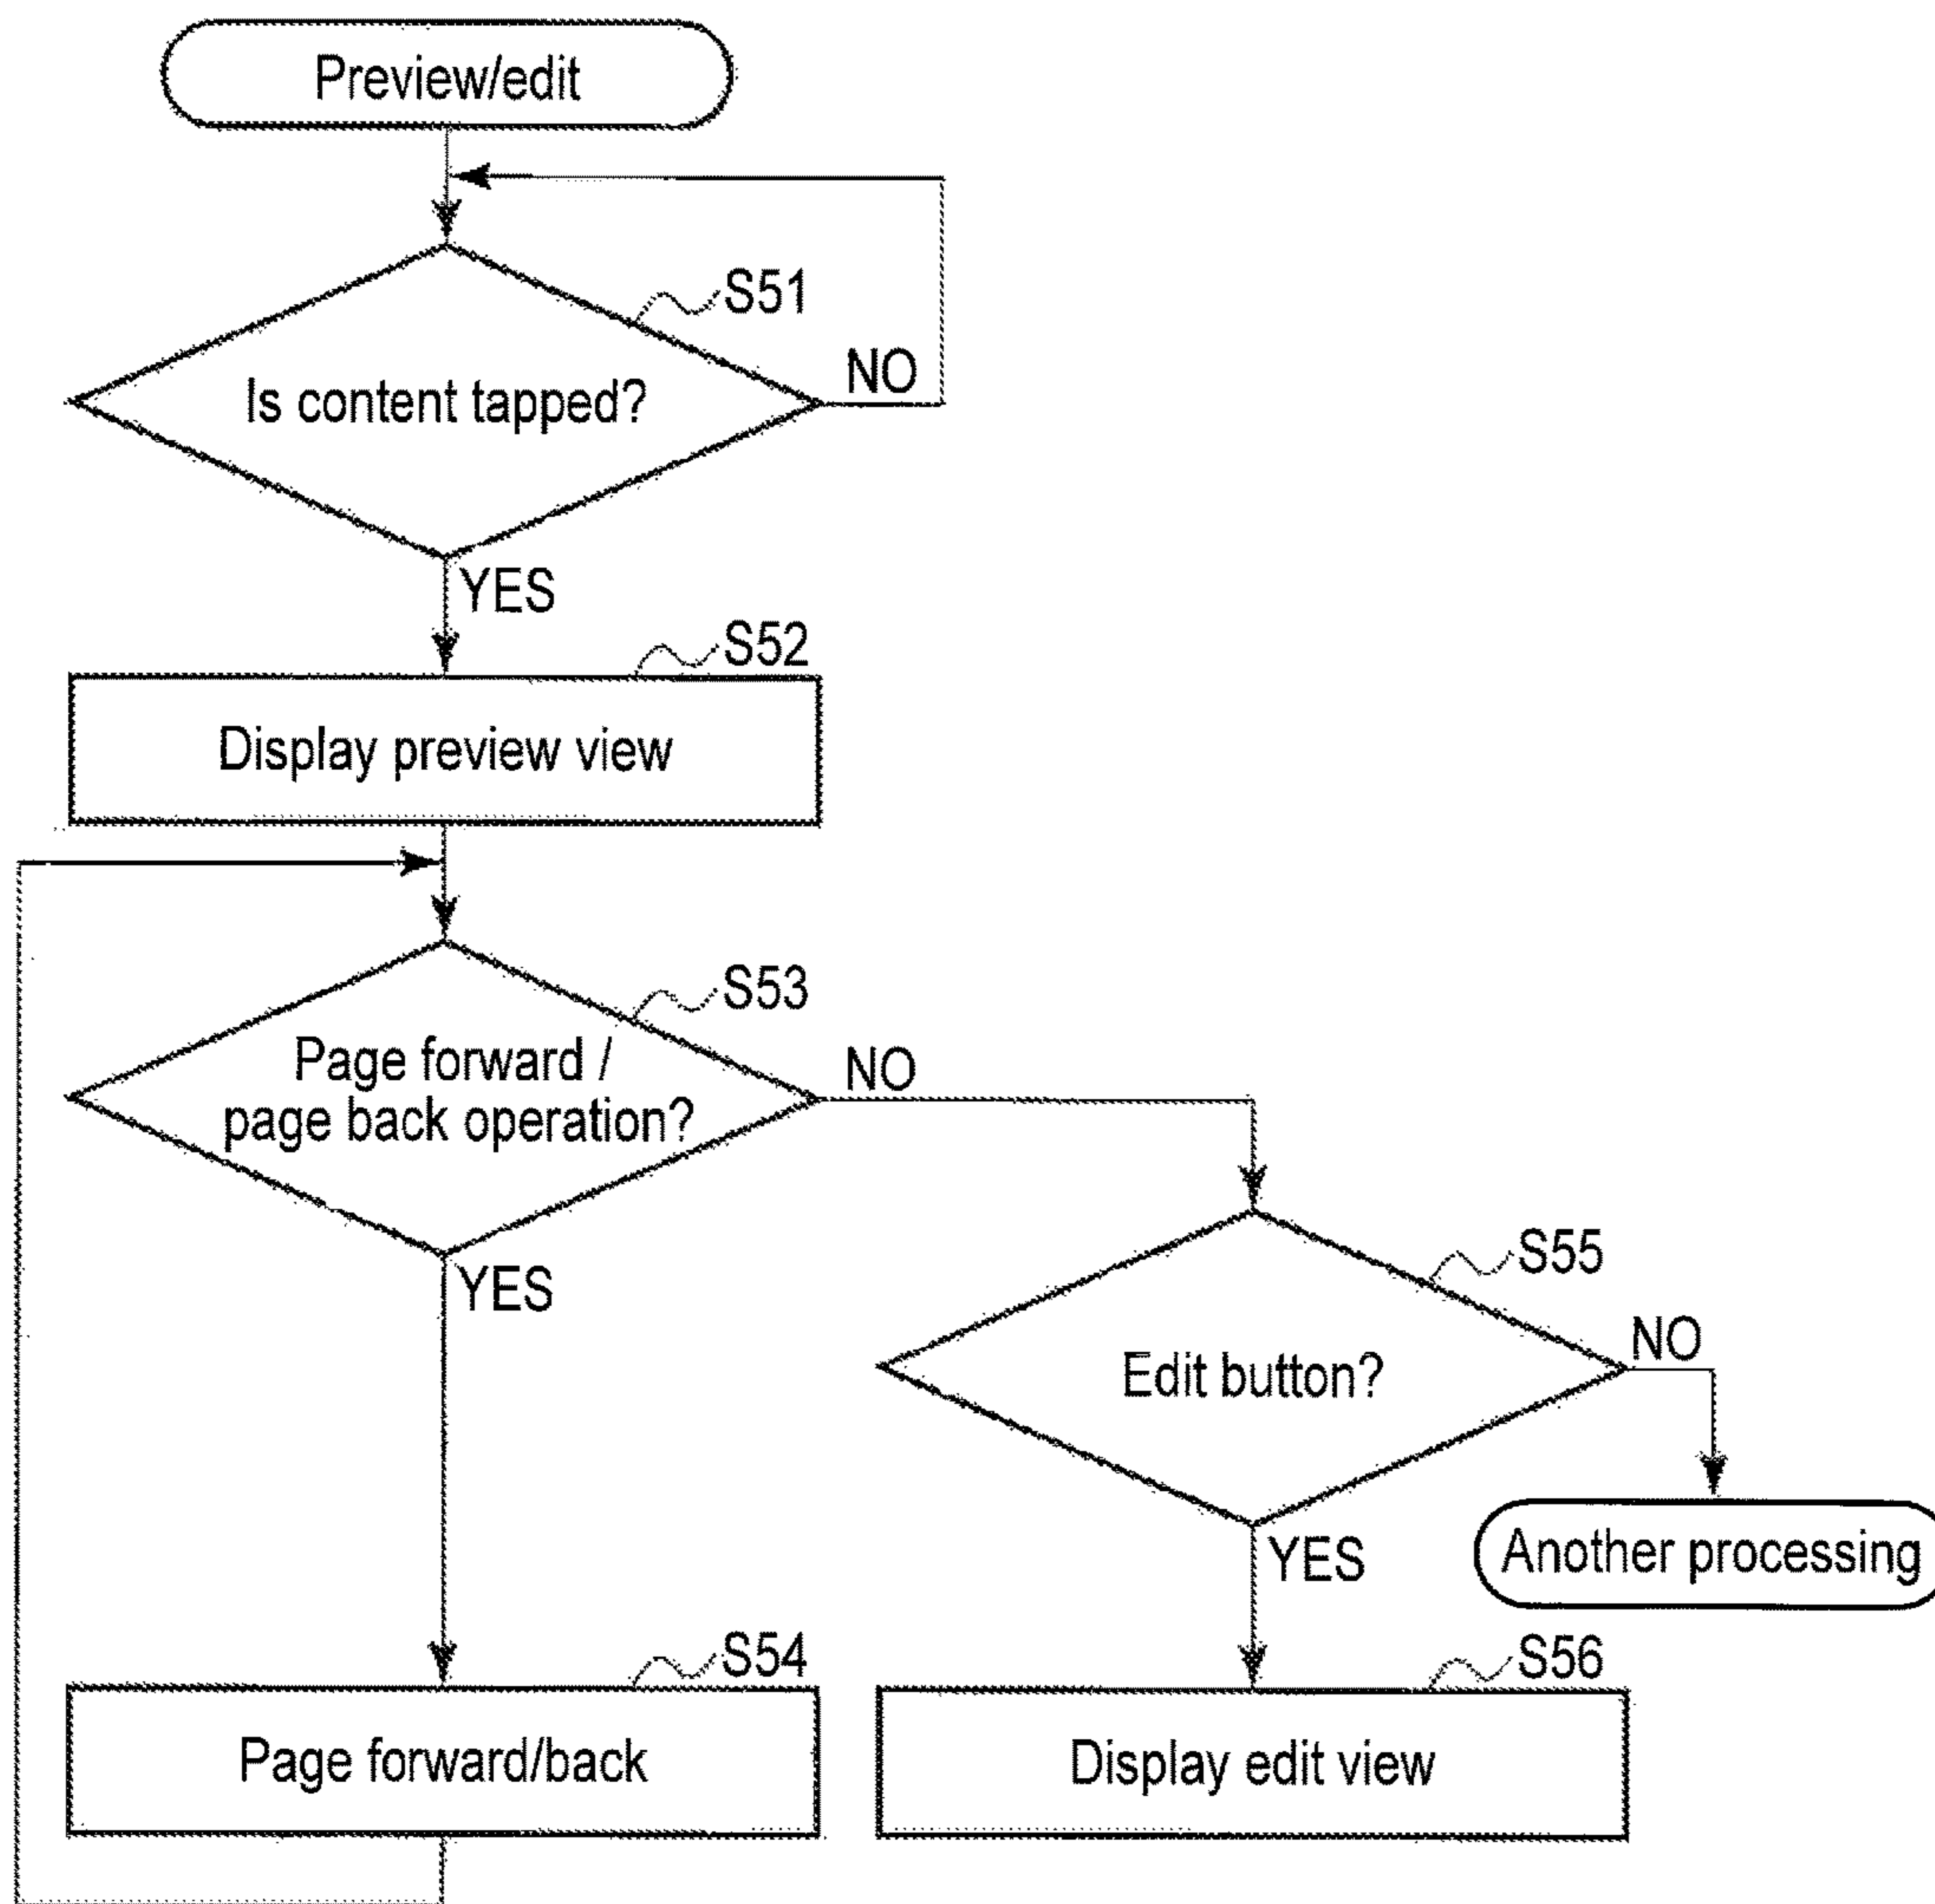 Preview/edit
S51
NO
Is content tapped?
YES
S52
Display preview view
S53
Page forward /
page back operation?
NO
YES
S55
Edit button?
NO
YES
Another processing
S54
Page forward/back
S56
Display edit view